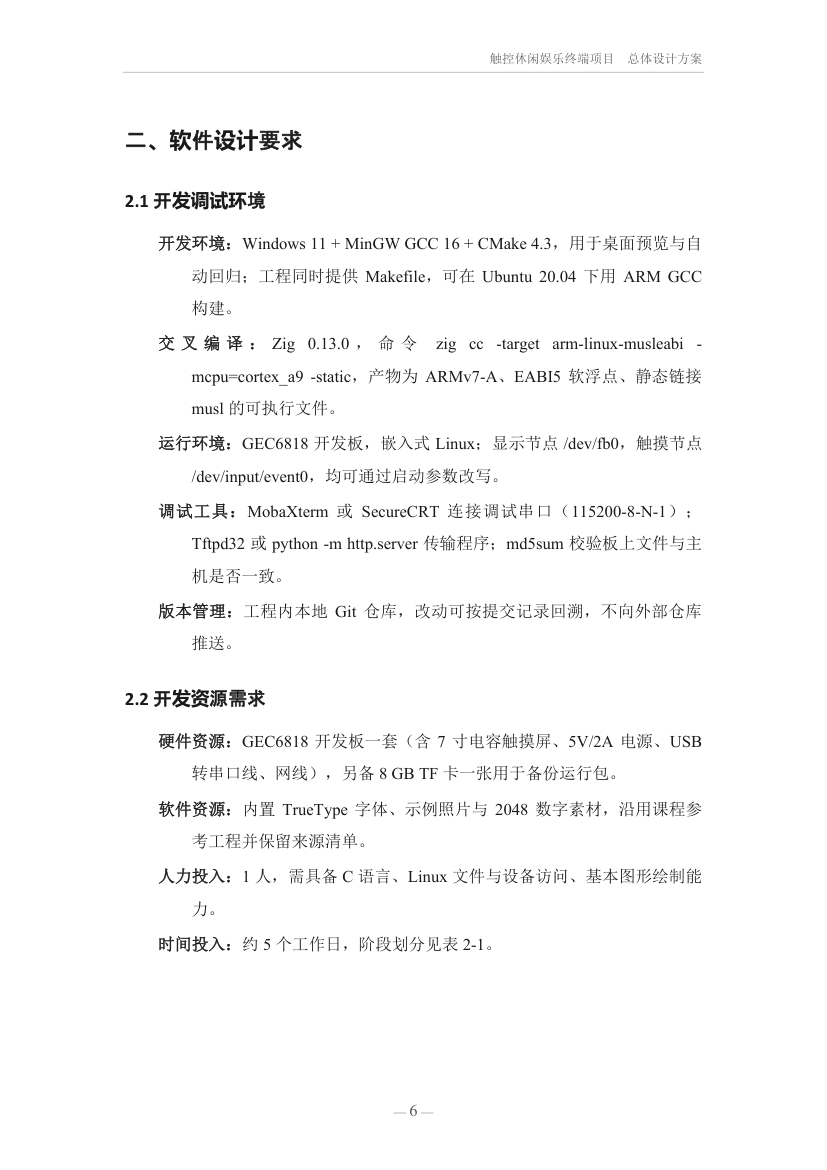 触控休闲娱乐终端项目　总体设计方案
二、软件设计要求
2.1 开发调试环境
开发环境：Windows 11 + MinGW GCC 16 + CMake 4.3，用于桌面预览与自
动回归；工程同时提供 Makefile，可在 Ubuntu 20.04 下用 ARM GCC
构建。
交叉编译：Zig 0.13.0，命令 zig cc -target arm-linux-musleabi -
mcpu=cortex_a9 -static，产物为 ARMv7-A、EABI5 软浮点、静态链接
musl 的可执行文件。
运行环境：GEC6818 开发板，嵌入式 Linux；显示节点 /dev/fb0，触摸节点
/dev/input/event0，均可通过启动参数改写。
调试工具：MobaXterm 或 SecureCRT 连接调试串口（115200-8-N-1）；
Tftpd32 或 python -m http.server 传输程序；md5sum 校验板上文件与主
机是否一致。
版本管理：工程内本地 Git 仓库，改动可按提交记录回溯，不向外部仓库
推送。
2.2 开发资源需求
硬件资源：GEC6818 开发板一套（含 7 寸电容触摸屏、5V/2A 电源、USB
转串口线、网线），另备 8 GB TF 卡一张用于备份运行包。
软件资源：内置 TrueType 字体、示例照片与 2048 数字素材，沿用课程参
考工程并保留来源清单。
人力投入：1 人，需具备 C 语言、Linux 文件与设备访问、基本图形绘制能
力。
时间投入：约 5 个工作日，阶段划分见表 2-1。
— 6 —